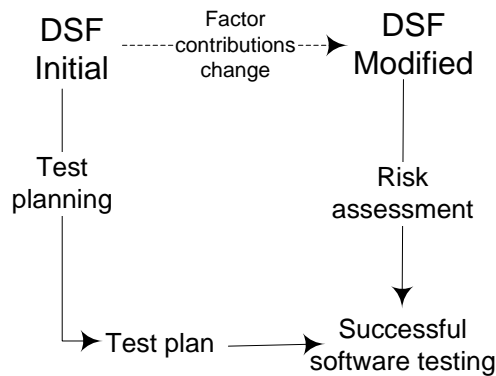 DSF
Initial
Factor
contributions
change
DSF
Modified
Test
planning
Risk
assessment
Test plan
Successful
software testing